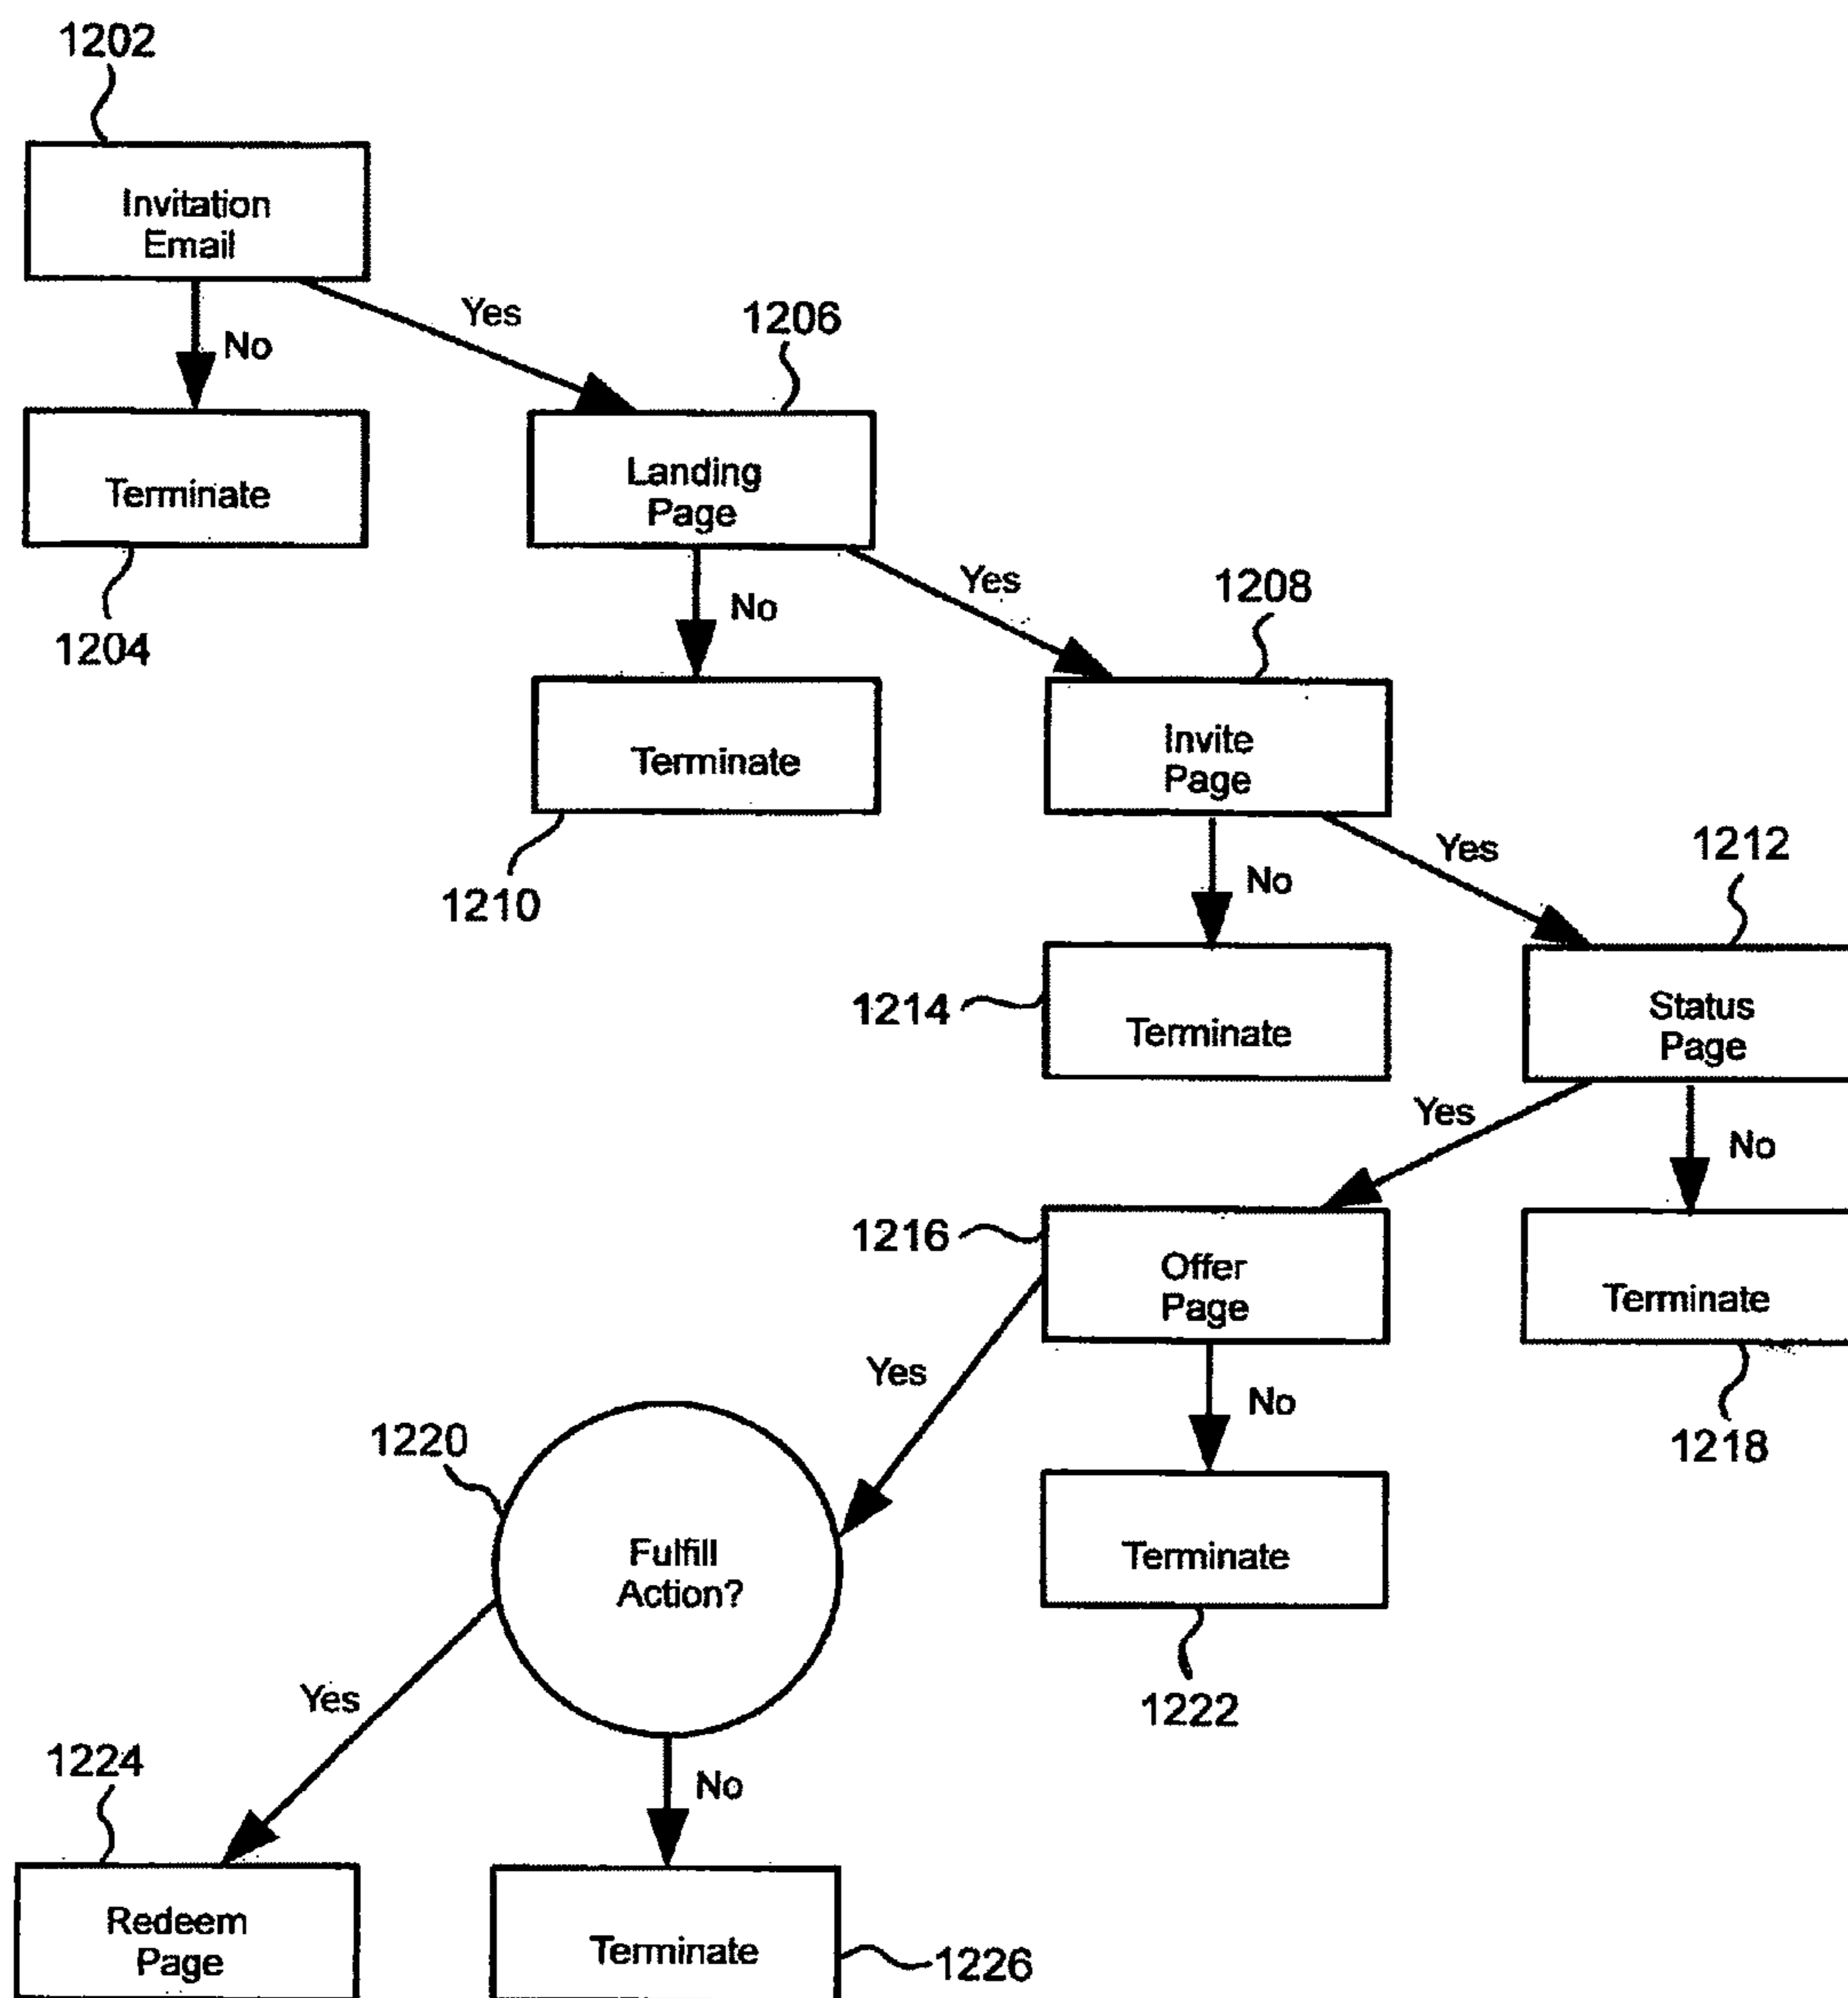 1202
Invitation
Email
Yes
No
1206
Terminate
Landing
Page
1204
Yes
No
1208
Terminate
Invite
Page
1210
Yes
No
1212
1214
Terminate
Status
Page
Yes
No
1216
Offer
Page
Terminate
Yes
No
1218
1220
Fulfill
Action?
Terminate
1222
Yes
No
1224
Redeem
Page
Terminate
1226